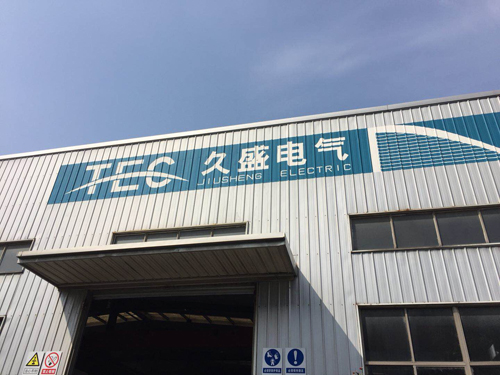 TEC 久盛电气
JIUSHENG ELECTRIC